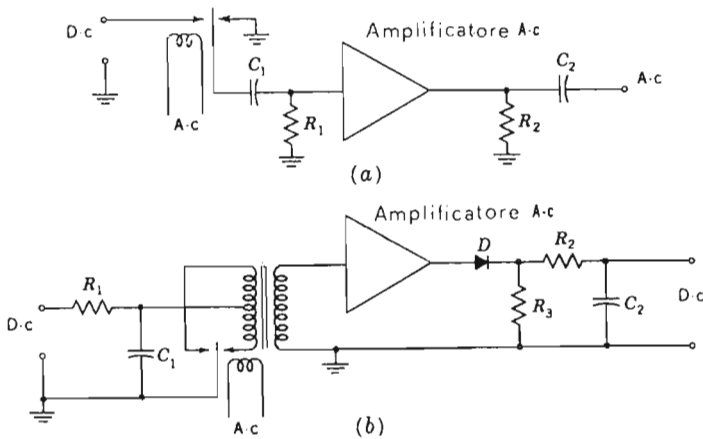 D-c
A-c
C1
R1
Amplificatore A-c
R2
C2
A-c
(a)
D-c
R1
C1
A-c
Amplificatore A-c
D
R2
R3
C2
D-c
(b)